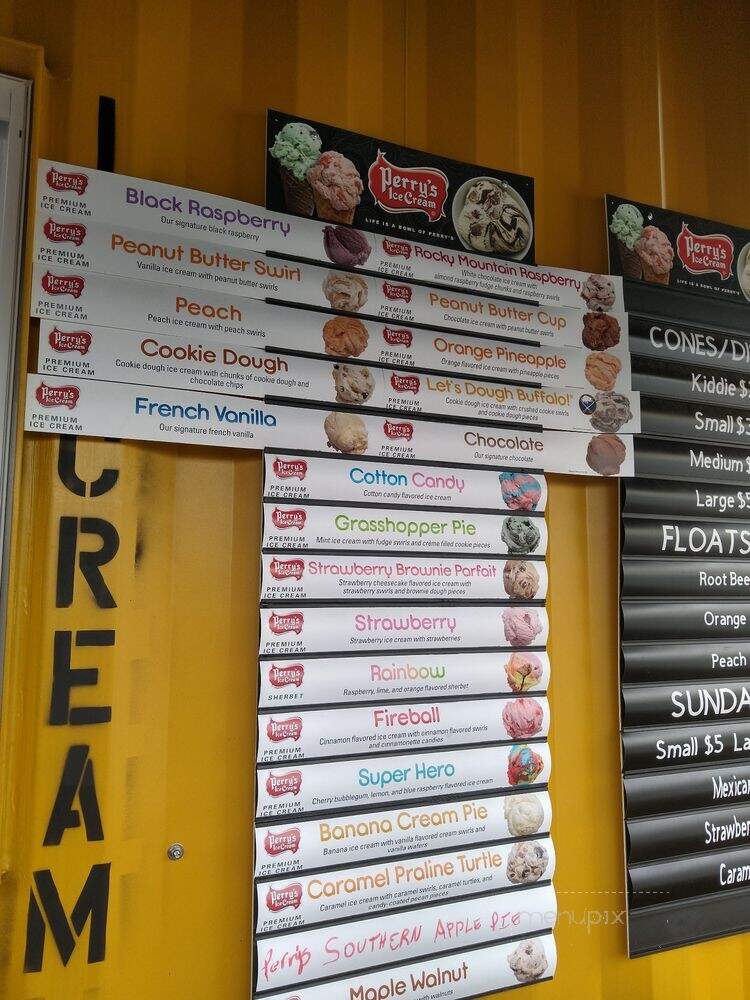 CREAM
Perry's
Ice Cream
LIFE IS A BOWL OF PERRY'S
Perry's
Ice Cream
PREMIUM
ICE CREAM
Black Raspberry
Our signature black raspberry
Perry's
Ice Cream
PREMIUM
ICE CREAM
Rocky Mountain Raspberry
White chocolate ice cream with
almond raspberry fudge chunks and raspberry swirls
Perry's
Ice Cream
PREMIUM
ICE CREAM
Peanut Butter Swirl
Vanilla ice cream with peanut butter swirls
Perry's
Ice Cream
PREMIUM
ICE CREAM
Peanut Butter Cup
Chocolate ice cream with peanut butter swirls
Perry's
Ice Cream
PREMIUM
ICE CREAM
Peach
Peach ice cream with peach swirls
Perry's
Ice Cream
PREMIUM
ICE CREAM
Orange Pineapple
Orange flavored ice cream with pineapple pieces
Perry's
Ice Cream
PREMIUM
ICE CREAM
Cookie Dough
Cookie dough ice cream with chunks of cookie dough and
chocolate chips
Perry's
Ice Cream
PREMIUM
ICE CREAM
Let's Dough Buffalo!
Cookie dough ice cream with crushed cookie swirls
and cookie dough pieces
Perry's
Ice Cream
PREMIUM
ICE CREAM
French Vanilla
Our signature french vanilla
Perry's
Ice Cream
PREMIUM
ICE CREAM
Chocolate
Our signature chocolate
Perry's
Ice Cream
PREMIUM
ICE CREAM
Cotton Candy
Cotton candy flavored ice cream
Perry's
Ice Cream
PREMIUM
ICE CREAM
Grasshopper Pie
Mint ice cream with fudge swirls and crème filled cookie pieces
Perry's
Ice Cream
PREMIUM
ICE CREAM
Strawberry Brownie Parfait
Strawberry cheesecake flavored ice cream with
strawberry swirls and brownie dough pieces
Perry's
Ice Cream
PREMIUM
ICE CREAM
Strawberry
Strawberry ice cream with strawberries
Perry's
Ice Cream
SHERBET
Rainbow
Raspberry, lime, and orange flavored sherbet
Perry's
Ice Cream
PREMIUM
ICE CREAM
Fireball
Cinnamon flavored ice cream with cinnamon flavored swirls
and cinnamonette candies
Perry's
Ice Cream
PREMIUM
ICE CREAM
Super Hero
Cherry bubblegum, lemon, and blue raspberry flavored ice cream
Perry's
Ice Cream
PREMIUM
ICE CREAM
Banana Cream Pie
Banana ice cream with vanilla flavored cream swirls and
vanilla wafers
Perry's
Ice Cream
PREMIUM
ICE CREAM
Caramel Praline Turtle
Caramel ice cream with caramel swirls, caramel turtles, and
candy-coated pecan pieces
Perry's SOUTHERN APPLE PIE
Maple Walnut
with walnuts
Perry's
Ice Cream
LIFE IS A BOWL OF PERRY'S
CONES/DI
Kiddie $
Small $3
Medium $
Large $5
FLOATS
Root Bee
Orange
Peach
SUNDA
Small $5 La
Mexica
Strawber
Caram
menupix